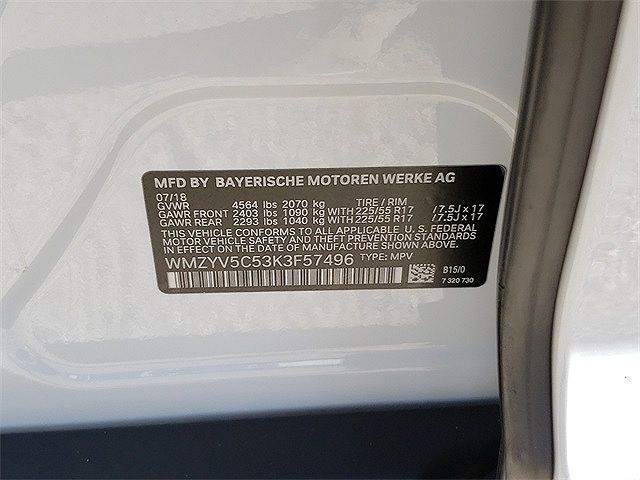 MFD BY BAYERISCHE MOTOREN WERKE AG
07/18
GVWR 4564 lbs 2070 kg TIRE / RIM
GAWR FRONT 2403 lbs 1090 kg WITH 225/55 R17 /7.5J x 17
GAWR REAR 2293 lbs 1040 kg WITH 225/55 R17 /7.5J x 17
THIS VEHICLE CONFORMS TO ALL APPLICABLE U. S. FEDERAL
MOTOR VEHICLE SAFETY, BUMPER, AND THEFT PREVENTION STANDARDS
IN EFFECT ON THE DATE OF MANUFACTURE SHOWN ABOVE.
WMZYV5C53K3F57496 TYPE: MPV
B15/0
7 320 730